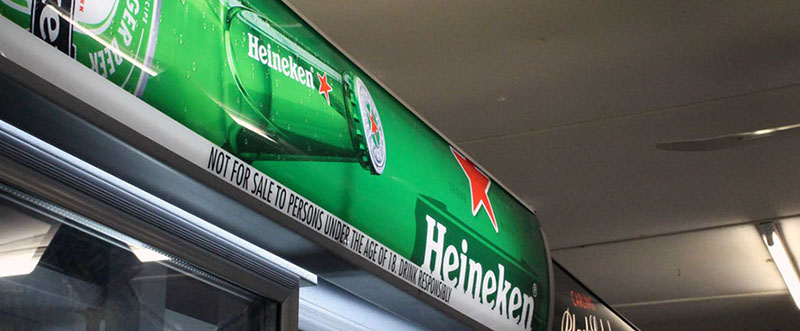 Heineken
NOT FOR SALE TO PERSONS UNDER THE AGE OF 18. DRINK RESPONSIBLY
Heineken®